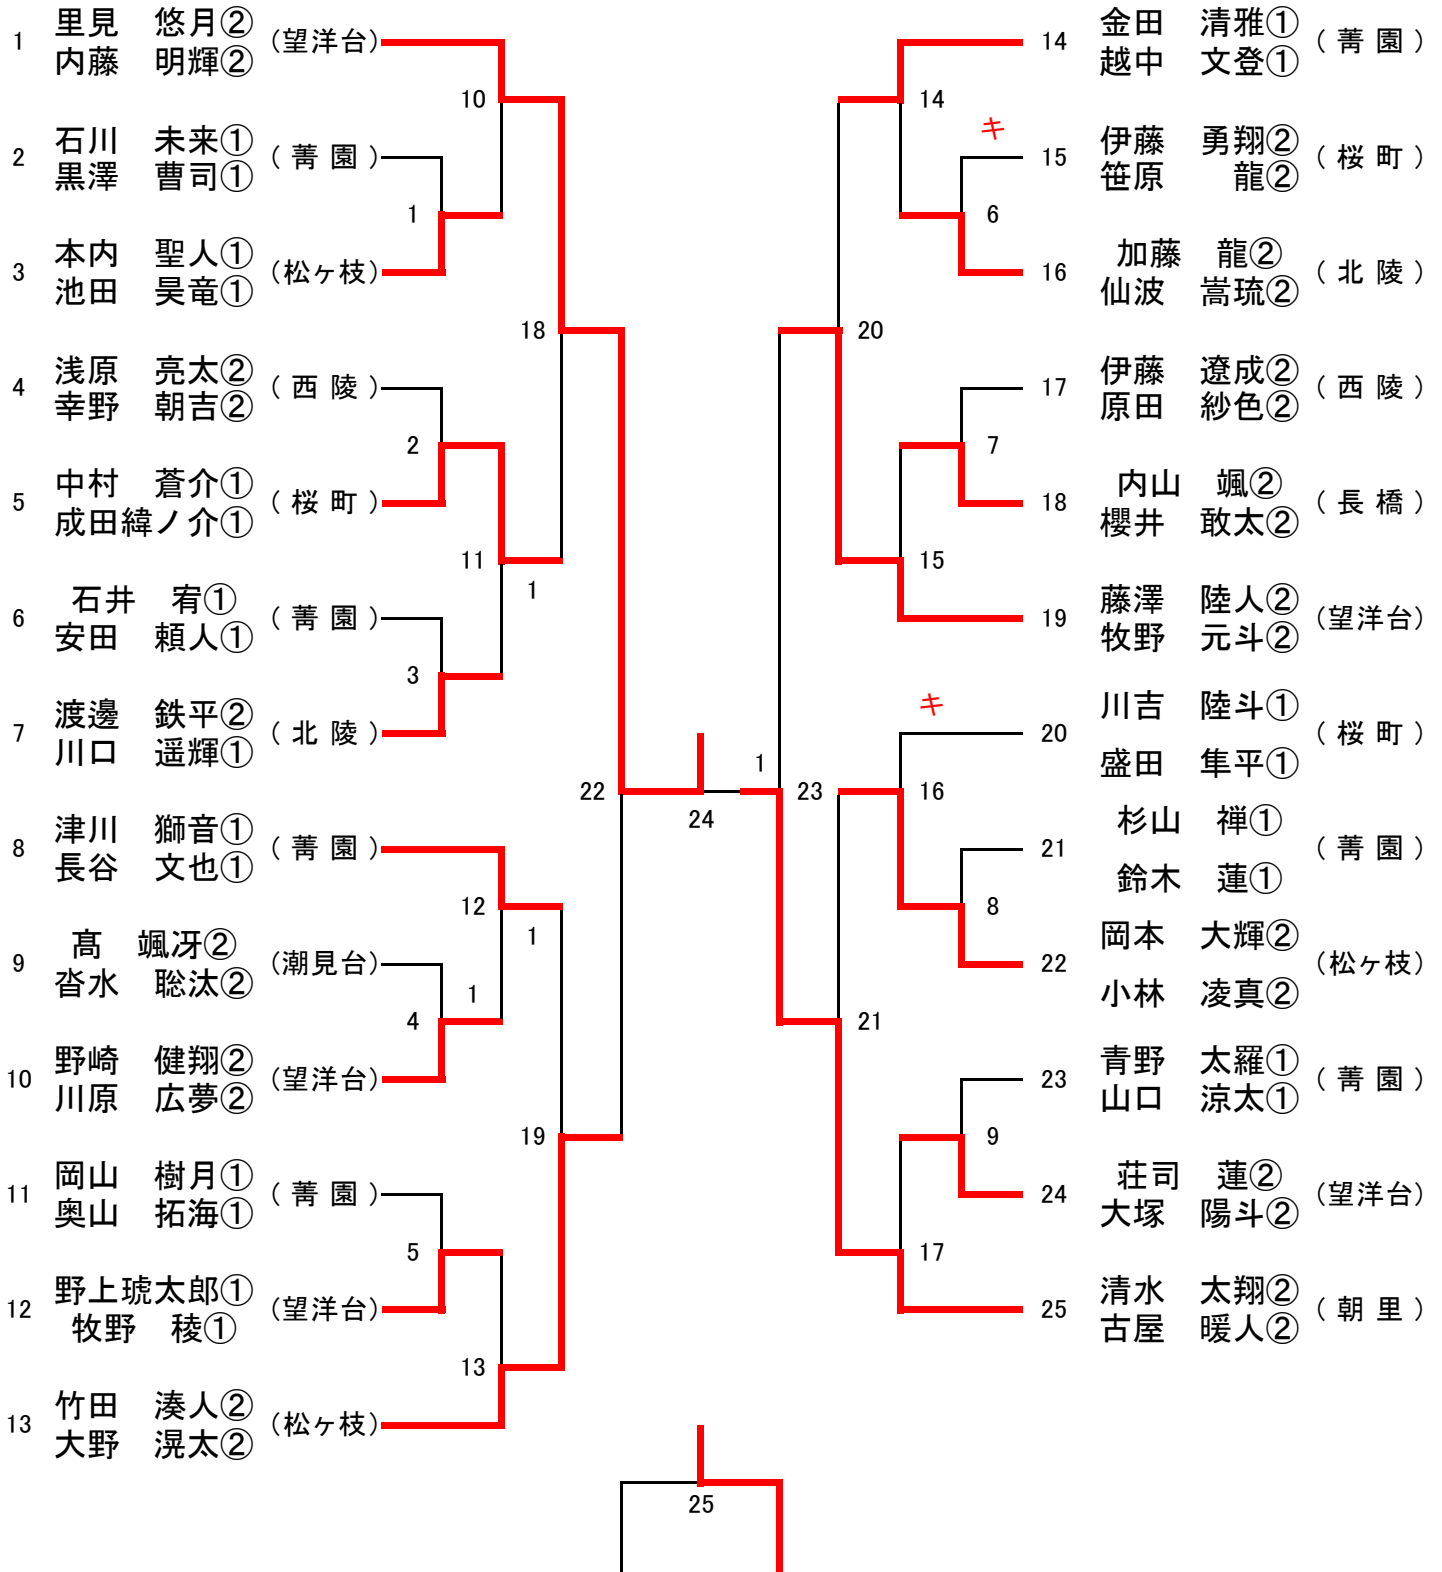 里見　悠月②
1 (望洋台)
内藤　明輝②
10
石川　未来①
2 (菁園)
黒澤　曹司①
1
本内　聖人①
3 (松ヶ枝)
池田　昊竜①
18
浅原　亮太②
4 (西陵)
幸野　朝吉②
2
中村　蒼介①
5 (桜町)
成田緯ノ介①
11
1
石井　宥①
6 (菁園)
安田　頼人①
3
渡邊　鉄平②
7 (北陵)
川口　遥輝①
22
津川　獅音①
8 (菁園)
長谷　文也①
12
1
髙　颯冴②
9 (潮見台)
沓水　聡汰②
1
4
野崎　健翔②
10 (望洋台)
川原　広夢②
19
岡山　樹月①
11 (菁園)
奥山　拓海①
5
野上琥太郎①
12 (望洋台)
牧野　稜①
13
竹田　湊人②
13 (松ヶ枝)
大野　滉太②
1
24
25
金田　清雅①
14 (菁園)
越中　文登①
14
キ
伊藤　勇翔②
15 (桜町)
笹原　龍②
6
加藤　龍②
16 (北陵)
仙波　嵩琉②
20
伊藤　遼成②
17 (西陵)
原田　紗色②
7
内山　颯②
18 (長橋)
櫻井　敢太②
15
藤澤　陸人②
19 (望洋台)
牧野　元斗②
キ
川吉　陸斗①
20 (桜町)
盛田　隼平①
23
16
杉山　禅①
21 (菁園)
鈴木　蓮①
8
岡本　大輝②
22 (松ヶ枝)
小林　凌真②
21
青野　太羅①
23 (菁園)
山口　涼太①
9
荘司　蓮②
24 (望洋台)
大塚　陽斗②
17
清水　太翔②
25 (朝里)
古屋　暖人②